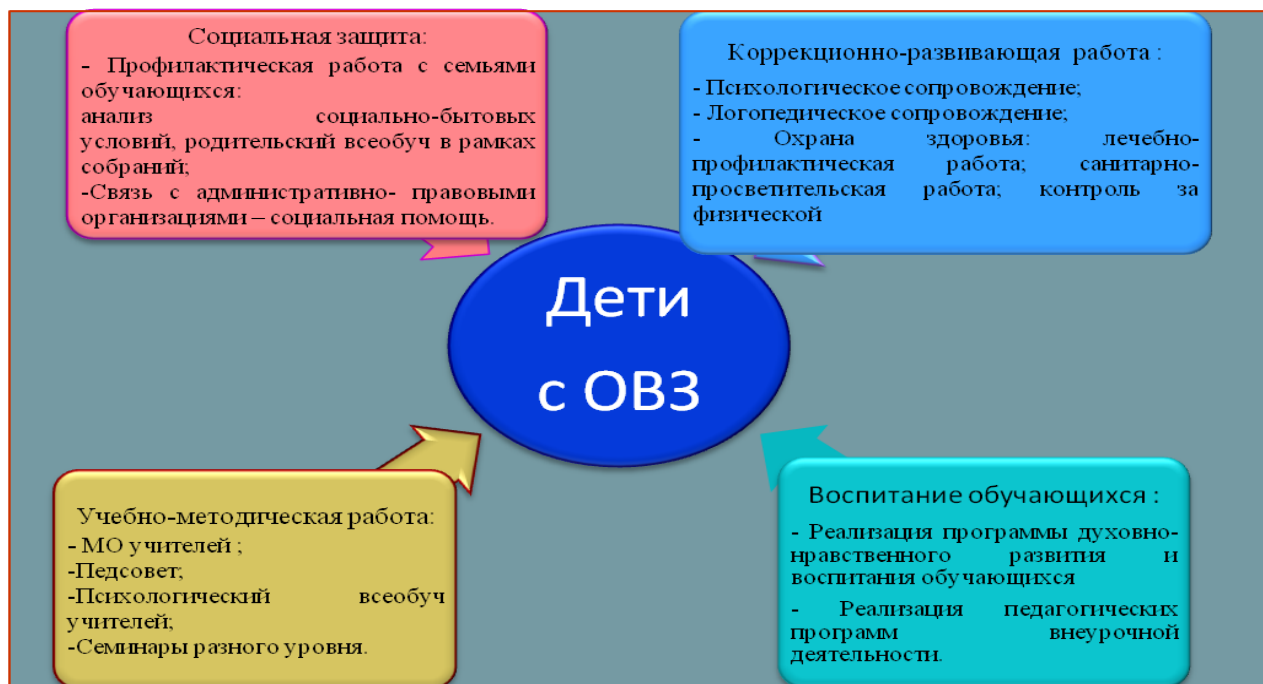 Социальная защита:
- Профилактическая работа с семьями
обучающихся:
анализ социально-бытовых
условий, родительский всеобуч в рамках
собраний;
-Связь с административно- правовыми
организациями – социальная помощь.
Коррекционно-развивающая работа :
- Психологическое сопровождение;
- Логопедическое сопровождение;
- Охрана здоровья: лечебно-
профилактическая работа; санитарно-
просветительская работа; контроль за
физической
Дети
с ОВЗ
Учебно-методическая работа:
- МО учителей ;
-Педсовет;
-Психологический всеобуч
учителей;
-Семинары разного уровня.
Воспитание обучающихся :
- Реализация программы духовно-
нравственного развития и
воспитания обучающихся
- Реализация педагогических
программ внеурочной
деятельности.